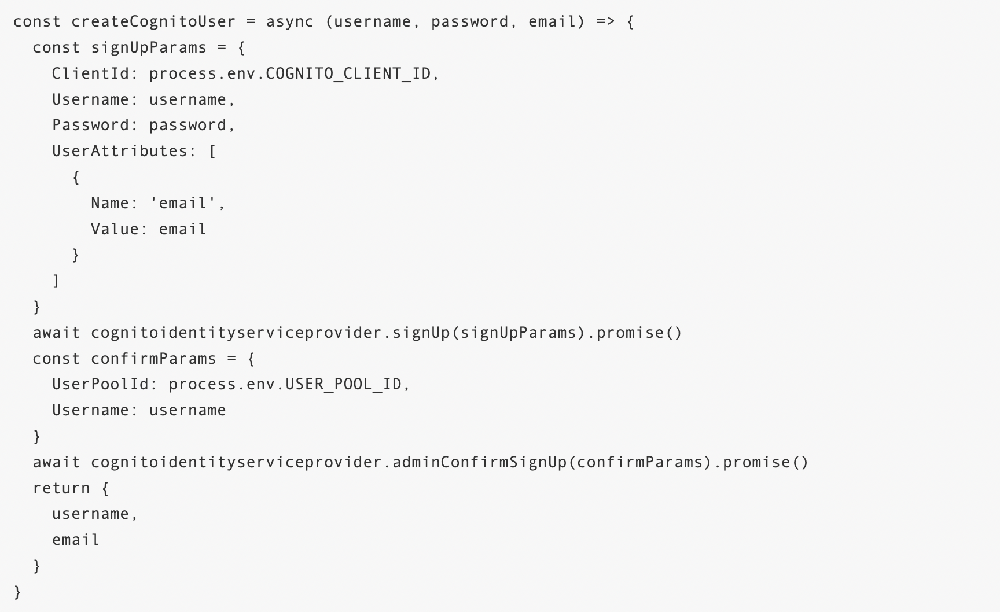 const createCognitoUser = async (username, password, email) => {
  const signUpParams = {
    ClientId: process.env.COGNITO_CLIENT_ID,
    Username: username,
    Password: password,
    UserAttributes: [
      {
        Name: 'email',
        Value: email
      }
    ]
  }
  await cognitoidentityserviceprovider.signUp(signUpParams).promise()
  const confirmParams = {
    UserPoolId: process.env.USER_POOL_ID,
    Username: username
  }
  await cognitoidentityserviceprovider.adminConfirmSignUp(confirmParams).promise()
  return {
    username,
    email
  }
}